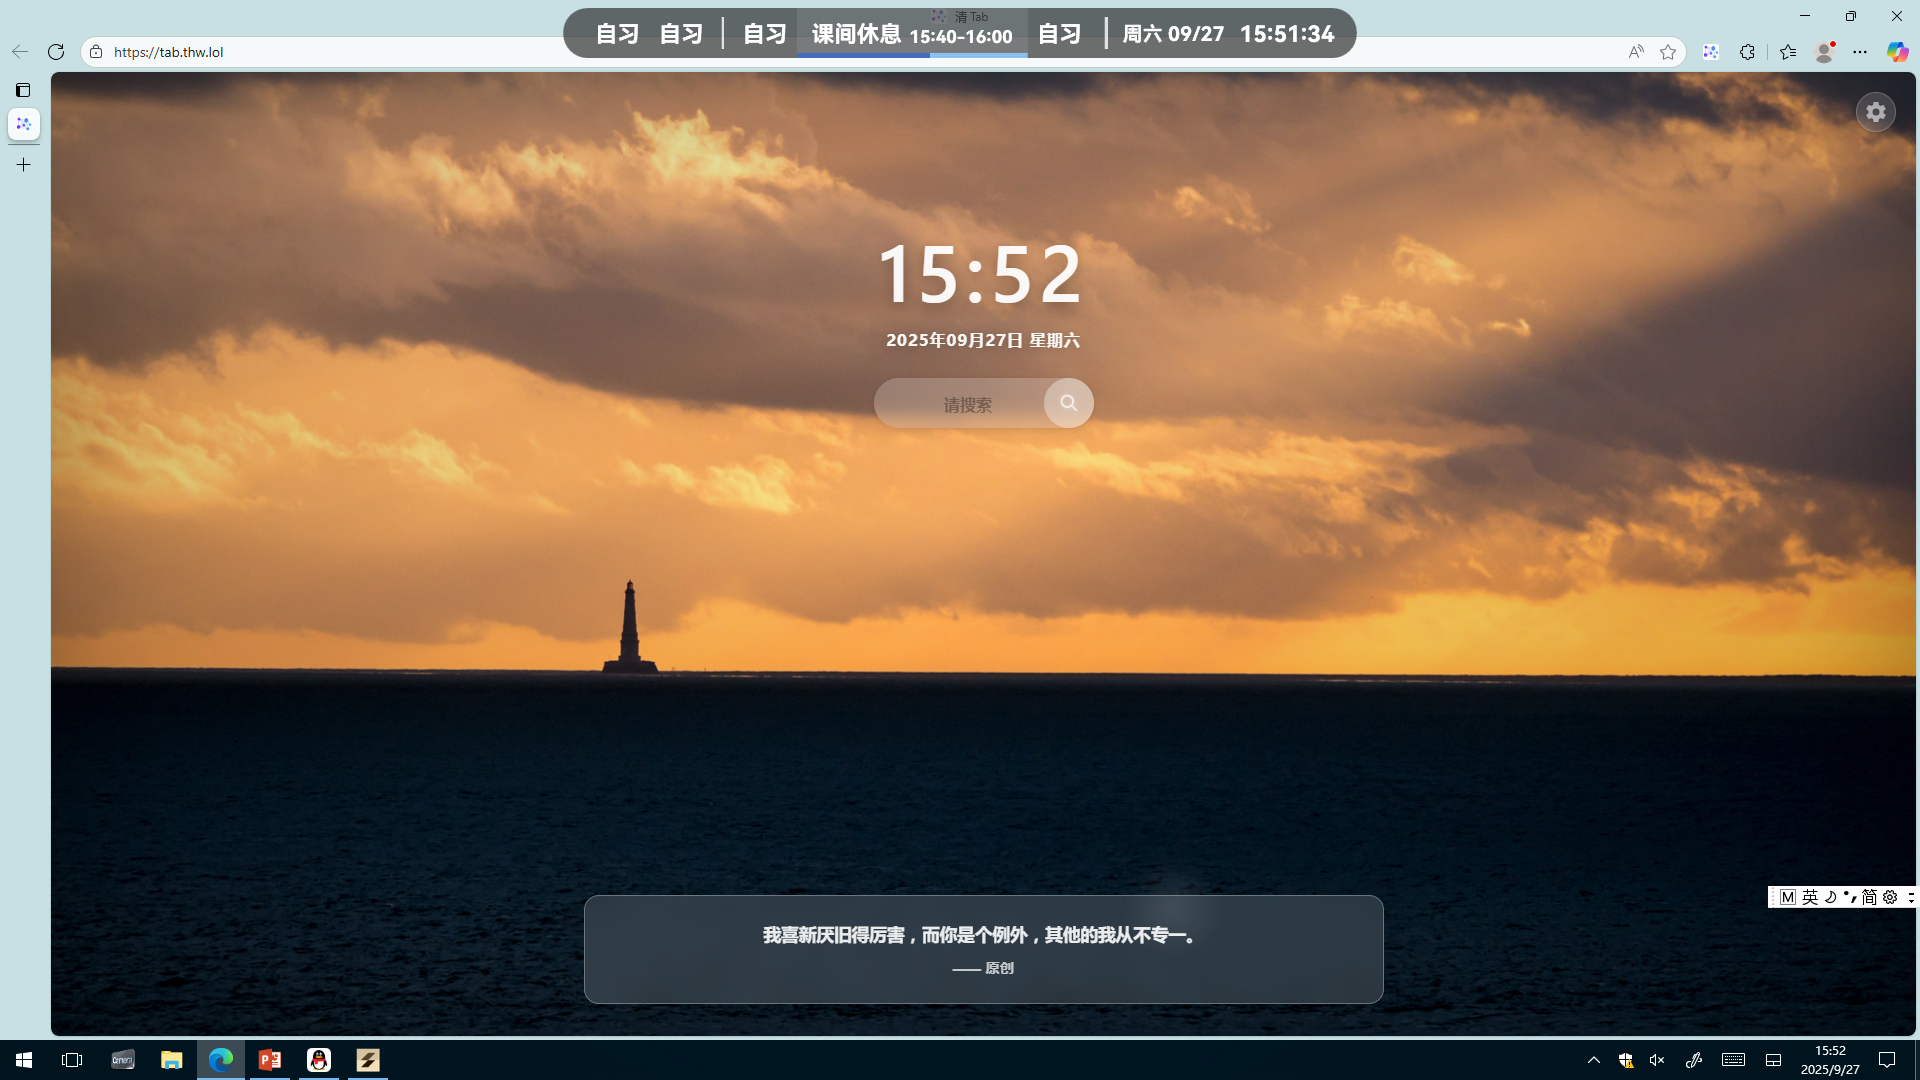 清 Tab
自习 自习 自习 课间休息 15:40-16:00 自习 周六 09/27 15:51:34
https://tab.thw.lol
15:52
2025年09月27日 星期六
请搜索
我喜新厌旧得厉害，而你是个例外，其他的我从不专一。
—— 原创
M 英 简
15:52
2025/9/27